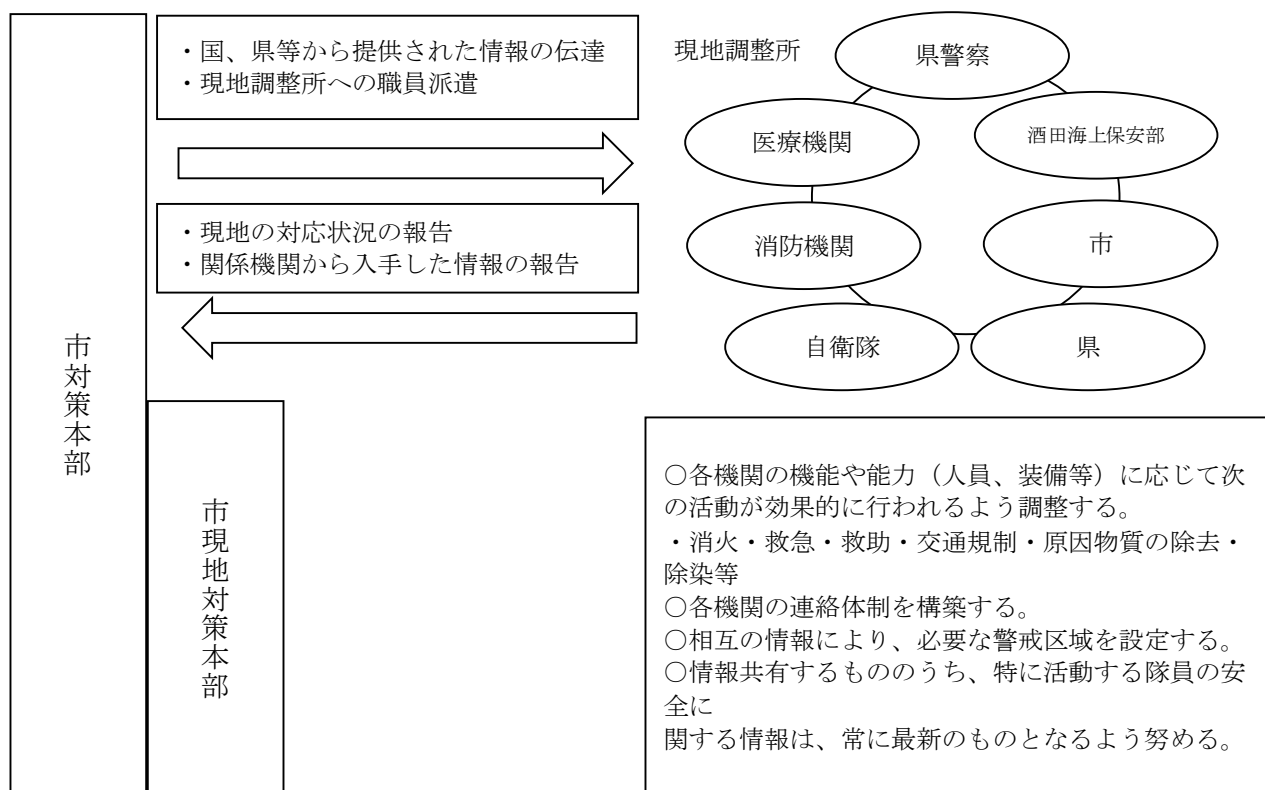 ・国、県等から提供された情報の伝達
・現地調整所への職員派遣
現地調整所
県警察
医療機関
酒田海上保安部
・現地の対応状況の報告
・関係機関から入手した情報の報告
消防機関
市
自衛隊
県
市対策本部
市現地対策本部
○各機関の機能や能力（人員、装備等）に応じて次
の活動が効果的に行われるよう調整する。
・消火・救急・救助・交通規制・原因物質の除去・
除染等
○各機関の連絡体制を構築する。
○相互の情報により、必要な警戒区域を設定する。
○情報共有するもののうち、特に活動する隊員の安
全に
関する情報は、常に最新のものとなるよう努める。